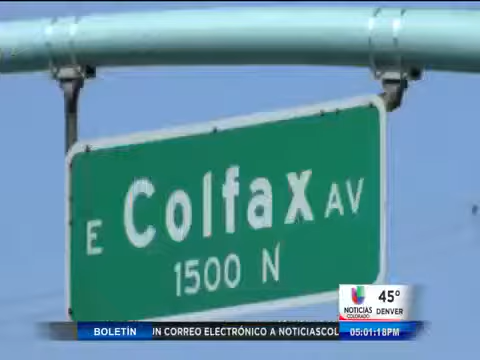 E Colfax AV
1500 N
NOTICIAS
COLORADO
45°
DENVER
BOLETÍN
IN CORREO ELECTRÓNICO A NOTICIASCOL
05:01:18PM